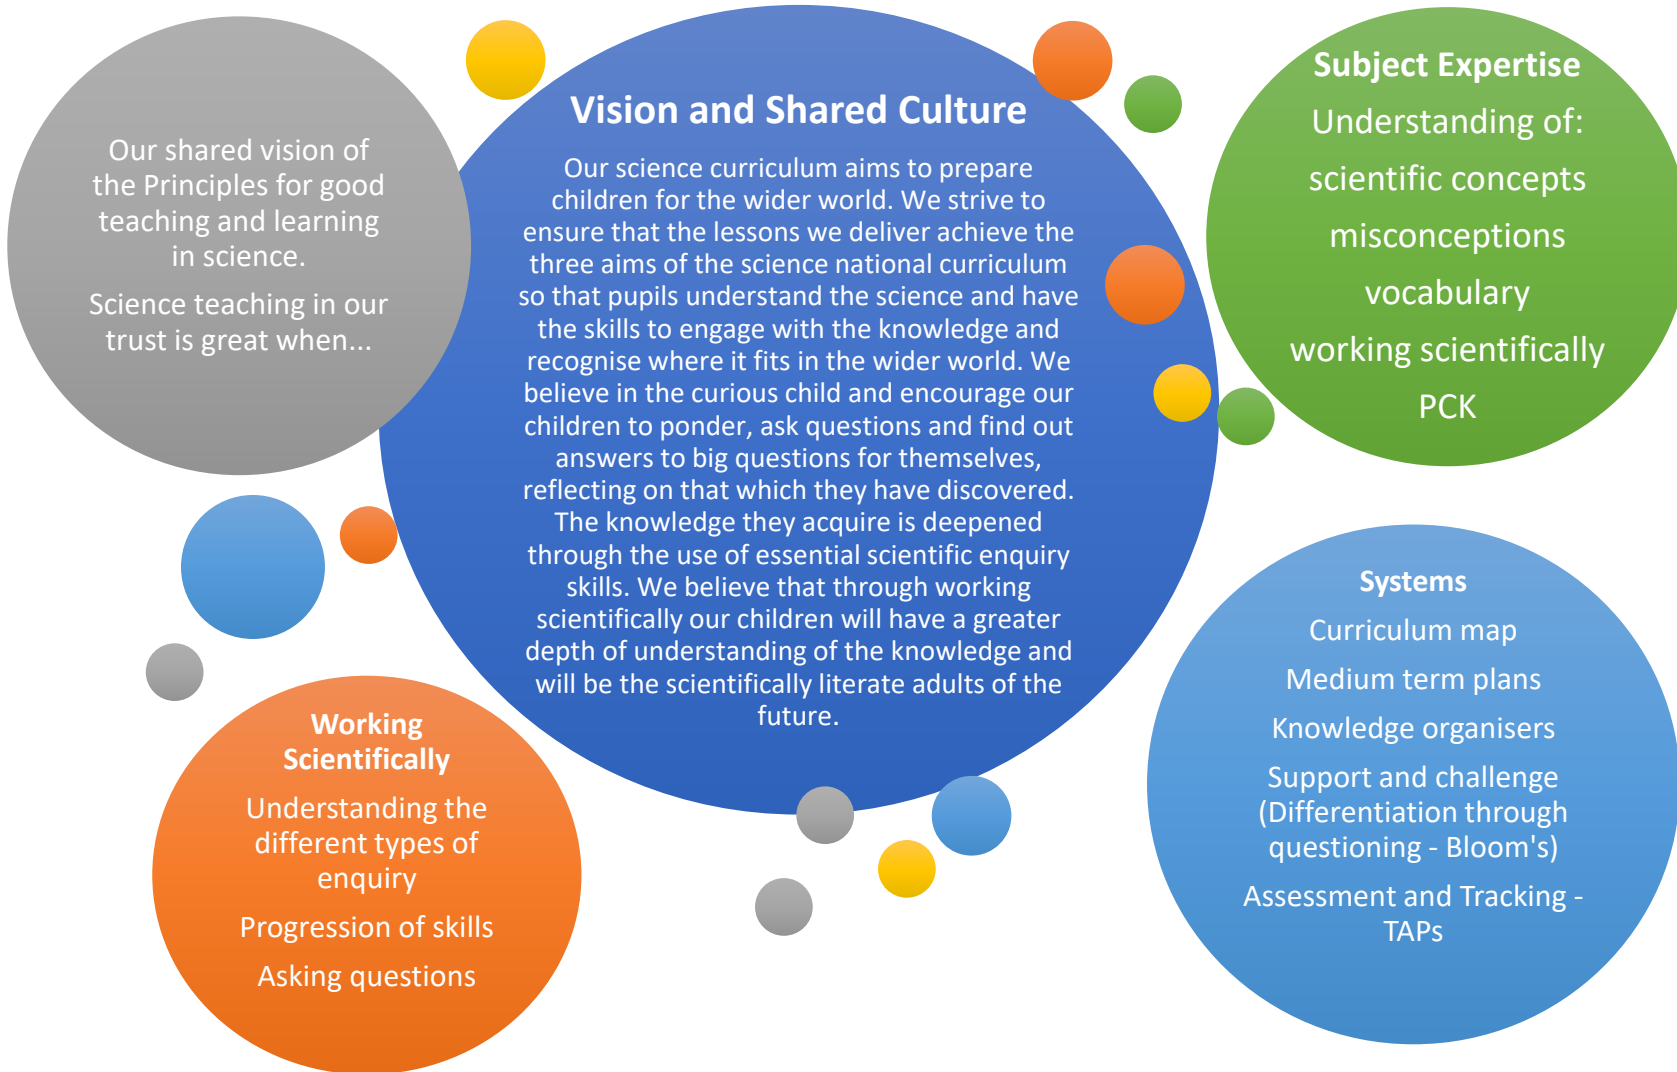 Our shared vision of
the Principles for good
teaching and learning
in science.
Science teaching in our
trust is great when...
Vision and Shared Culture
Our science curriculum aims to prepare
children for the wider world. We strive to
ensure that the lessons we deliver achieve the
three aims of the science national curriculum
so that pupils understand the science and have
the skills to engage with the knowledge and
recognise where it fits in the wider world. We
believe in the curious child and encourage our
children to ponder, ask questions and find out
answers to big questions for themselves,
reflecting on that which they have discovered.
The knowledge they acquire is deepened
through the use of essential scientific enquiry
skills. We believe that through working
scientifically our children will have a greater
depth of understanding of the knowledge and
will be the scientifically literate adults of the
future.
Subject Expertise
Understanding of:
scientific concepts
misconceptions
vocabulary
working scientifically
PCK
Working
Scientifically
Understanding the
different types of
enquiry
Progression of skills
Asking questions
Systems
Curriculum map
Medium term plans
Knowledge organisers
Support and challenge
(Differentiation through
questioning - Bloom's)
Assessment and Tracking -
TAPs